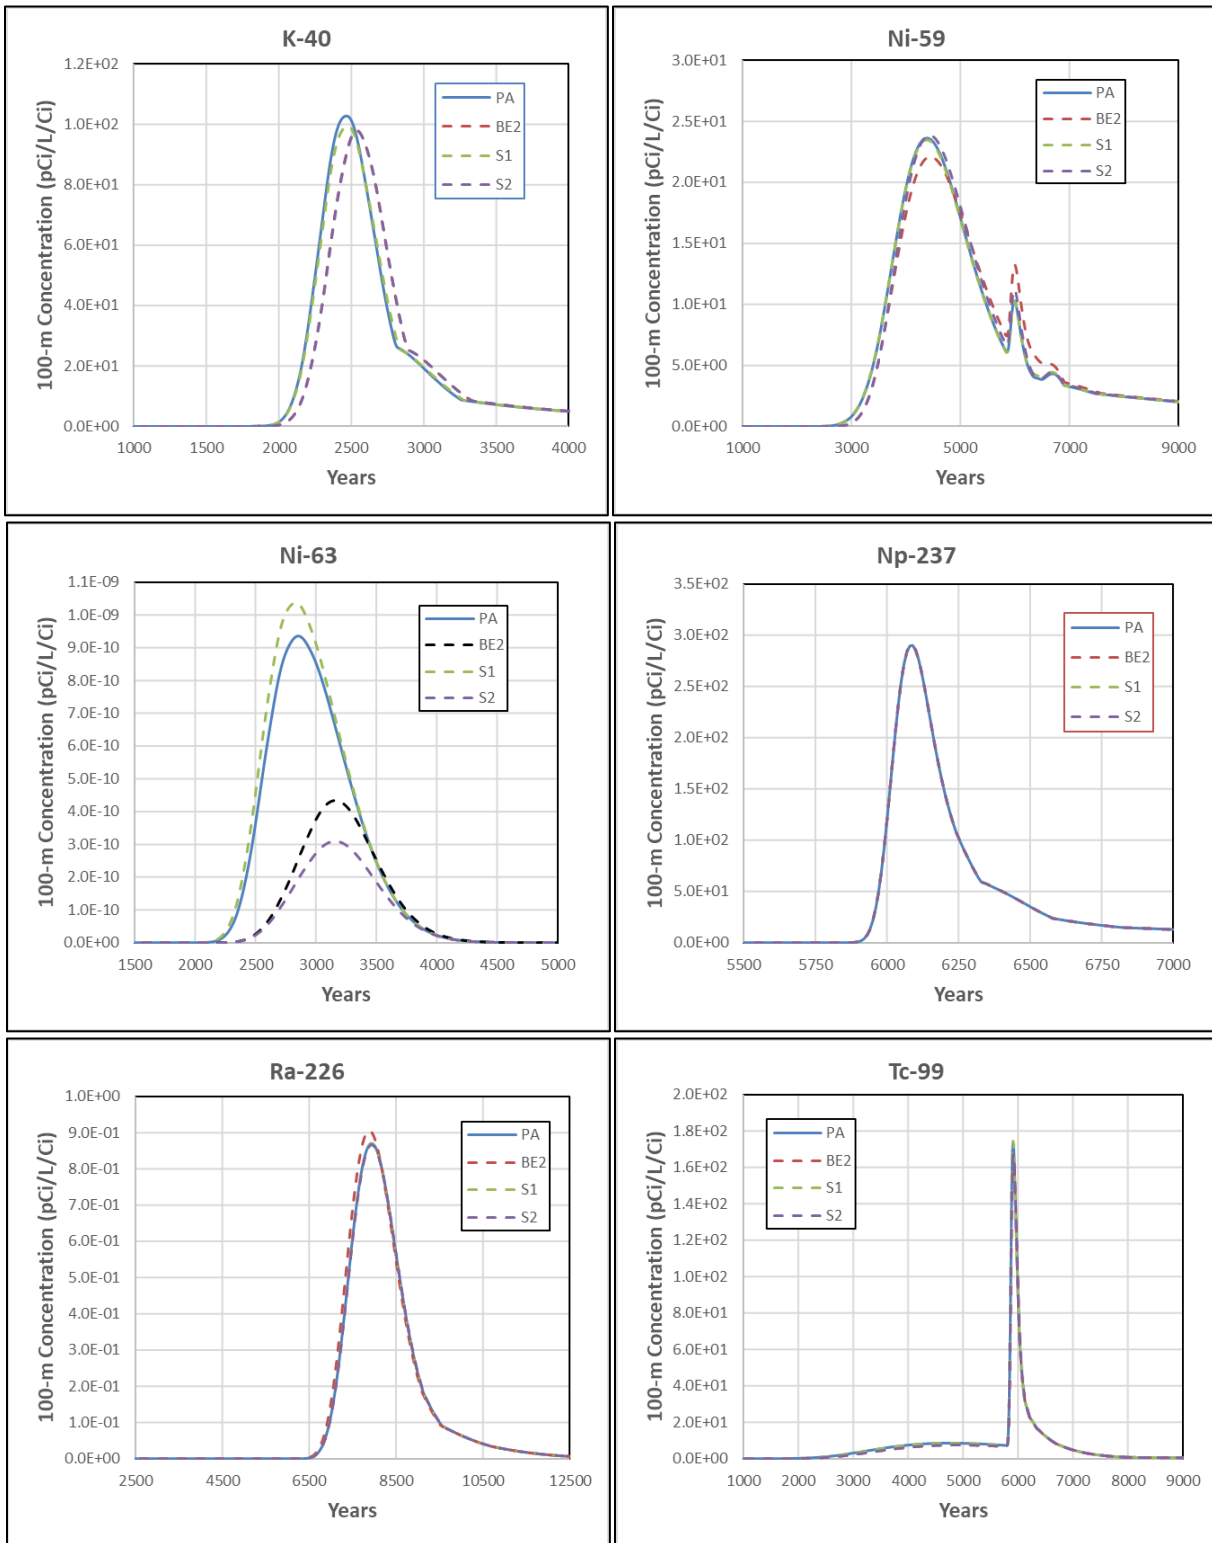 K-40
100-m Concentration (pCi/L/Ci)
1.2E+02
1.0E+02
8.0E+01
6.0E+01
4.0E+01
2.0E+01
0.0E+00
PA
BE2
S1
S2
1000 1500 2000 2500 3000 3500 4000
Years
Ni-59
100-m Concentration (pCi/L/Ci)
3.0E+01
2.5E+01
2.0E+01
1.5E+01
1.0E+01
5.0E+00
0.0E+00
PA
BE2
S1
S2
1000 3000 5000 7000 9000
Years
Ni-63
100-m Concentration (pCi/L/Ci)
1.1E-09
1.0E-09
9.0E-10
8.0E-10
7.0E-10
6.0E-10
5.0E-10
4.0E-10
3.0E-10
2.0E-10
1.0E-10
0.0E+00
PA
BE2
S1
S2
1500 2000 2500 3000 3500 4000 4500 5000
Years
Np-237
100-m Concentration (pCi/L/Ci)
3.5E+02
3.0E+02
2.5E+02
2.0E+02
1.5E+02
1.0E+02
5.0E+01
0.0E+00
PA
BE2
S1
S2
5500 5750 6000 6250 6500 6750 7000
Years
Ra-226
100-m Concentration (pCi/L/Ci)
1.0E+00
9.0E-01
8.0E-01
7.0E-01
6.0E-01
5.0E-01
4.0E-01
3.0E-01
2.0E-01
1.0E-01
0.0E+00
PA
BE2
S1
S2
2500 4500 6500 8500 10500 12500
Years
Tc-99
100-m Concentration (pCi/L/Ci)
2.0E+02
1.8E+02
1.6E+02
1.4E+02
1.2E+02
1.0E+02
8.0E+01
6.0E+01
4.0E+01
2.0E+01
0.0E+00
PA
BE2
S1
S2
1000 2000 3000 4000 5000 6000 7000 8000 9000
Years